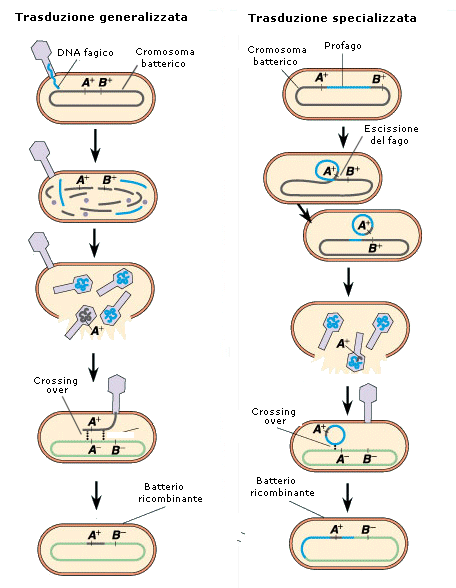 Trasduzione generalizzata
DNA fagico
Cromosoma
batterico
A+ B+
A+ B+
A+
Crossing
over
A+
A− B−
Batterio
ricombinante
A+ B−
Trasduzione specializzata
Cromosoma
batterico
Profago
A+ B+
Escissione
del fago
A+ B+
A+
B+
A+
Crossing
over
A+
A− B−
Batterio
ricombinante
A+ B−